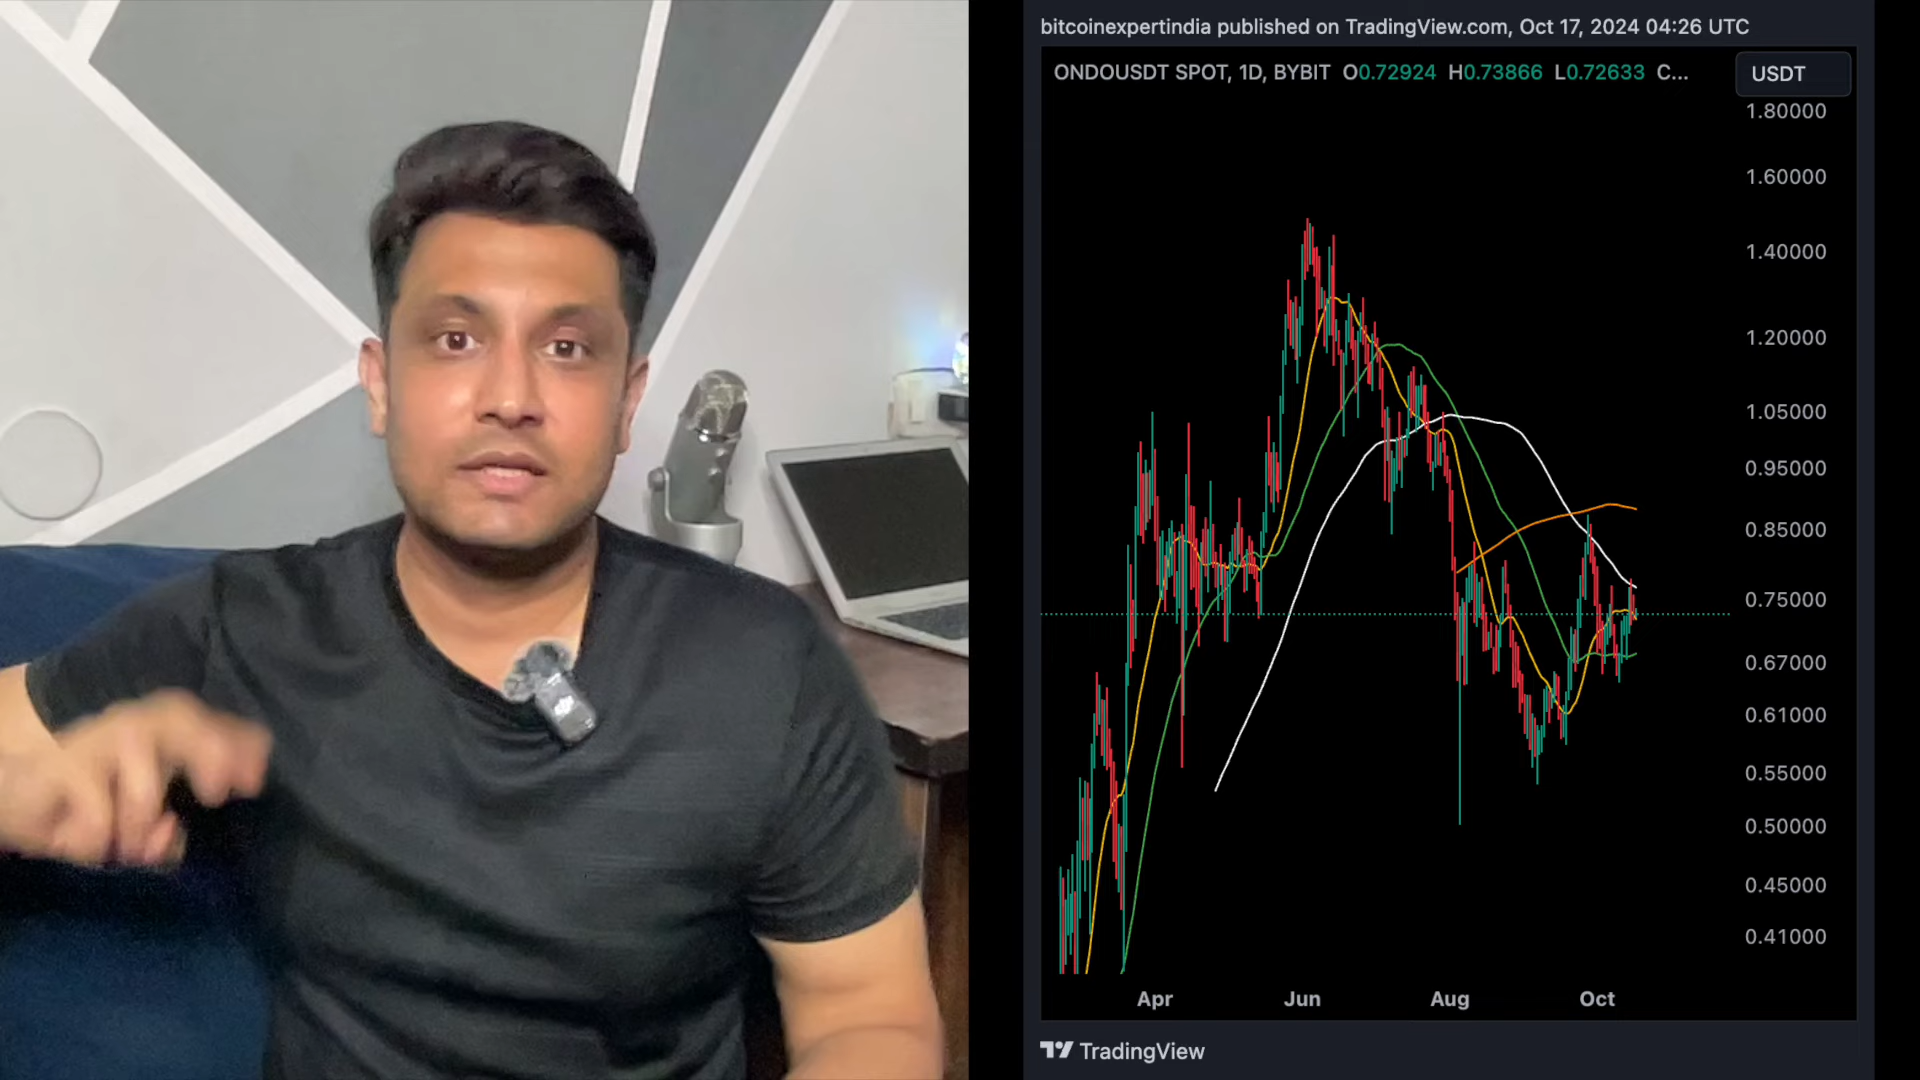 bitcoinexpertindia published on TradingView.com, Oct 17, 2024 04:26 UTC
ONDOUSDT SPOT, 1D, BYBIT O0.72924 H0.73866 L0.72633 C...
USDT
1.80000
1.60000
1.40000
1.20000
1.05000
0.95000
0.85000
0.75000
0.67000
0.61000
0.55000
0.50000
0.45000
0.41000
Apr Jun Aug Oct
TradingView